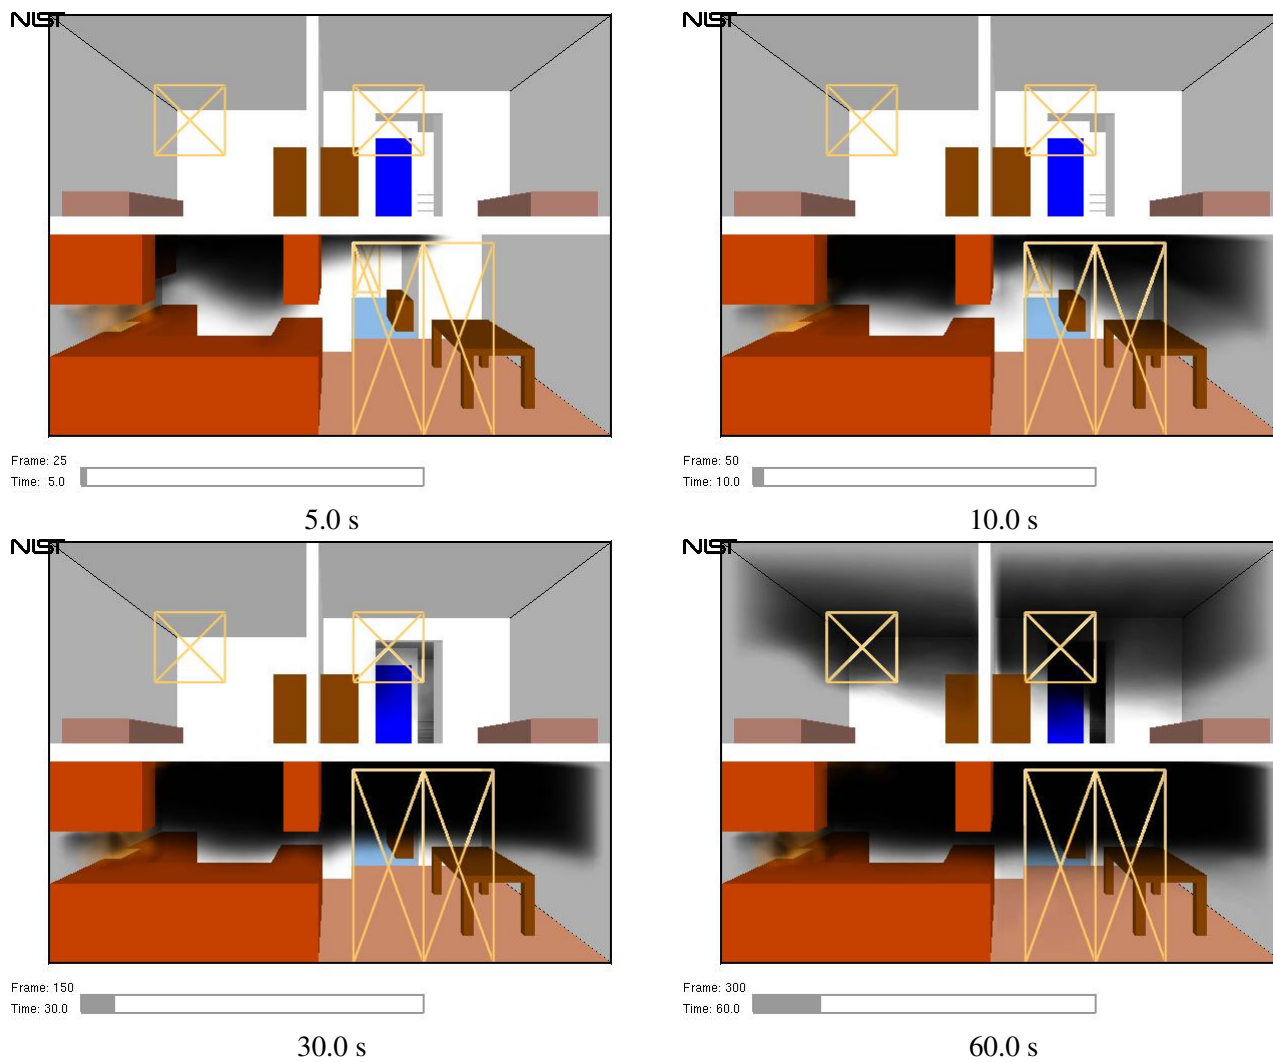 NIST
NIST
Frame: 25
Time: 5.0
Frame: 50
Time: 10.0
5.0 s
10.0 s
NIST
NIST
Frame: 150
Time: 30.0
Frame: 300
Time: 60.0
30.0 s
60.0 s